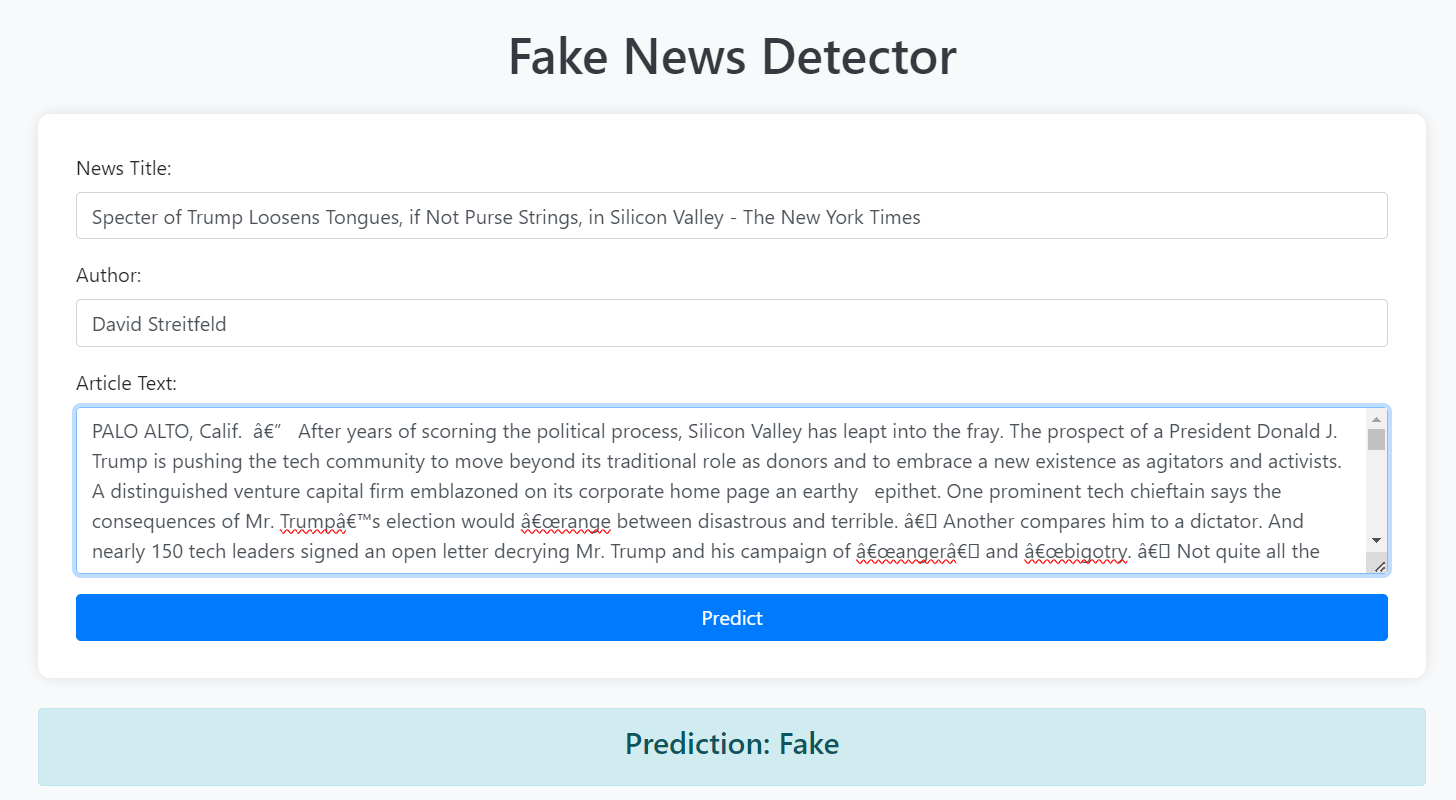 Fake News Detector
News Title:
Specter of Trump Loosens Tongues, if Not Purse Strings, in Silicon Valley - The New York Times
Author:
David Streitfeld
Article Text:
PALO ALTO, Calif.  â€”   After years of scorning the political process, Silicon Valley has leapt into the fray. The prospect of a President Donald J.
Trump is pushing the tech community to move beyond its traditional role as donors and to embrace a new existence as agitators and activists.
A distinguished venture capital firm emblazoned on its corporate home page an earthy   epithet. One prominent tech chieftain says the
consequences of Mr. Trumpâ€™s election would â€œrange between disastrous and terrible. â€▯ Another compares him to a dictator. And
nearly 150 tech leaders signed an open letter decrying Mr. Trump and his campaign of â€œangerâ€▯ and â€œbigotry. â€▯ Not quite all the
Predict
Prediction: Fake